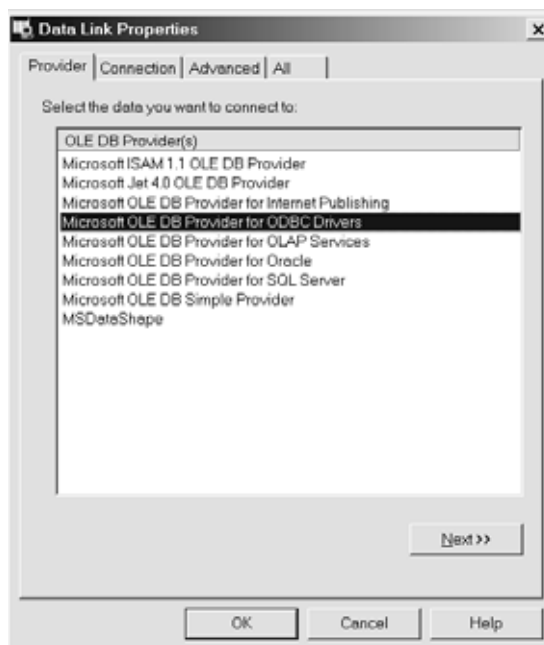 Data Link Properties
Provider Connection Advanced All
Select the data you want to connect to:
OLE DB Provider(s)
Microsoft ISAM 1.1 OLE DB Provider
Microsoft Jet 4.0 OLE DB Provider
Microsoft OLE DB Provider for Internet Publishing
Microsoft OLE DB Provider for ODBC Drivers
Microsoft OLE DB Provider for OLAP Services
Microsoft OLE DB Provider for Oracle
Microsoft OLE DB Provider for SQL Server
Microsoft OLE DB Simple Provider
MSDataShape
Next >>
OK Cancel Help